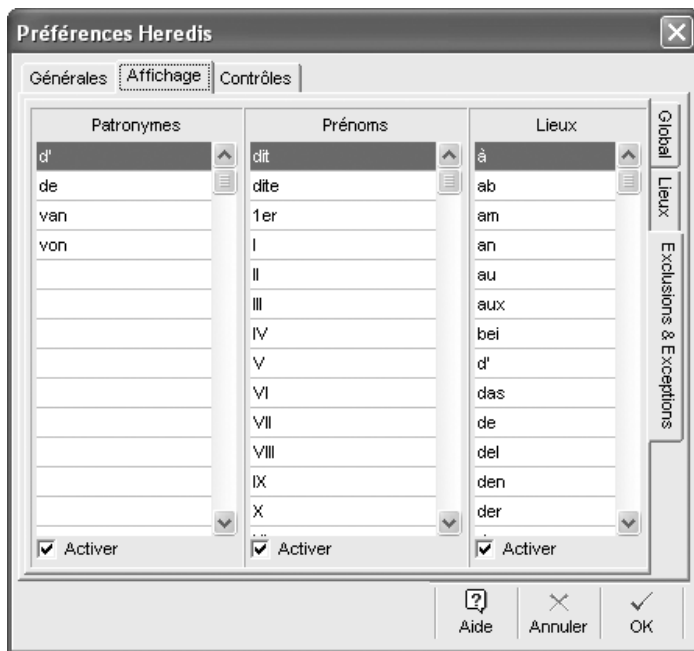 Préférences Heredis
Générales Affichage Contrôles
Patronymes
d'
de
van
von
Activer
Prénoms
dit
dite
1er
I
II
III
IV
V
VI
VII
VIII
IX
X
Activer
Lieux
à
ab
am
an
au
aux
bei
d'
das
de
del
den
der
Activer
Global
Lieux
Exclusions & Exceptions
Aide Annuler OK